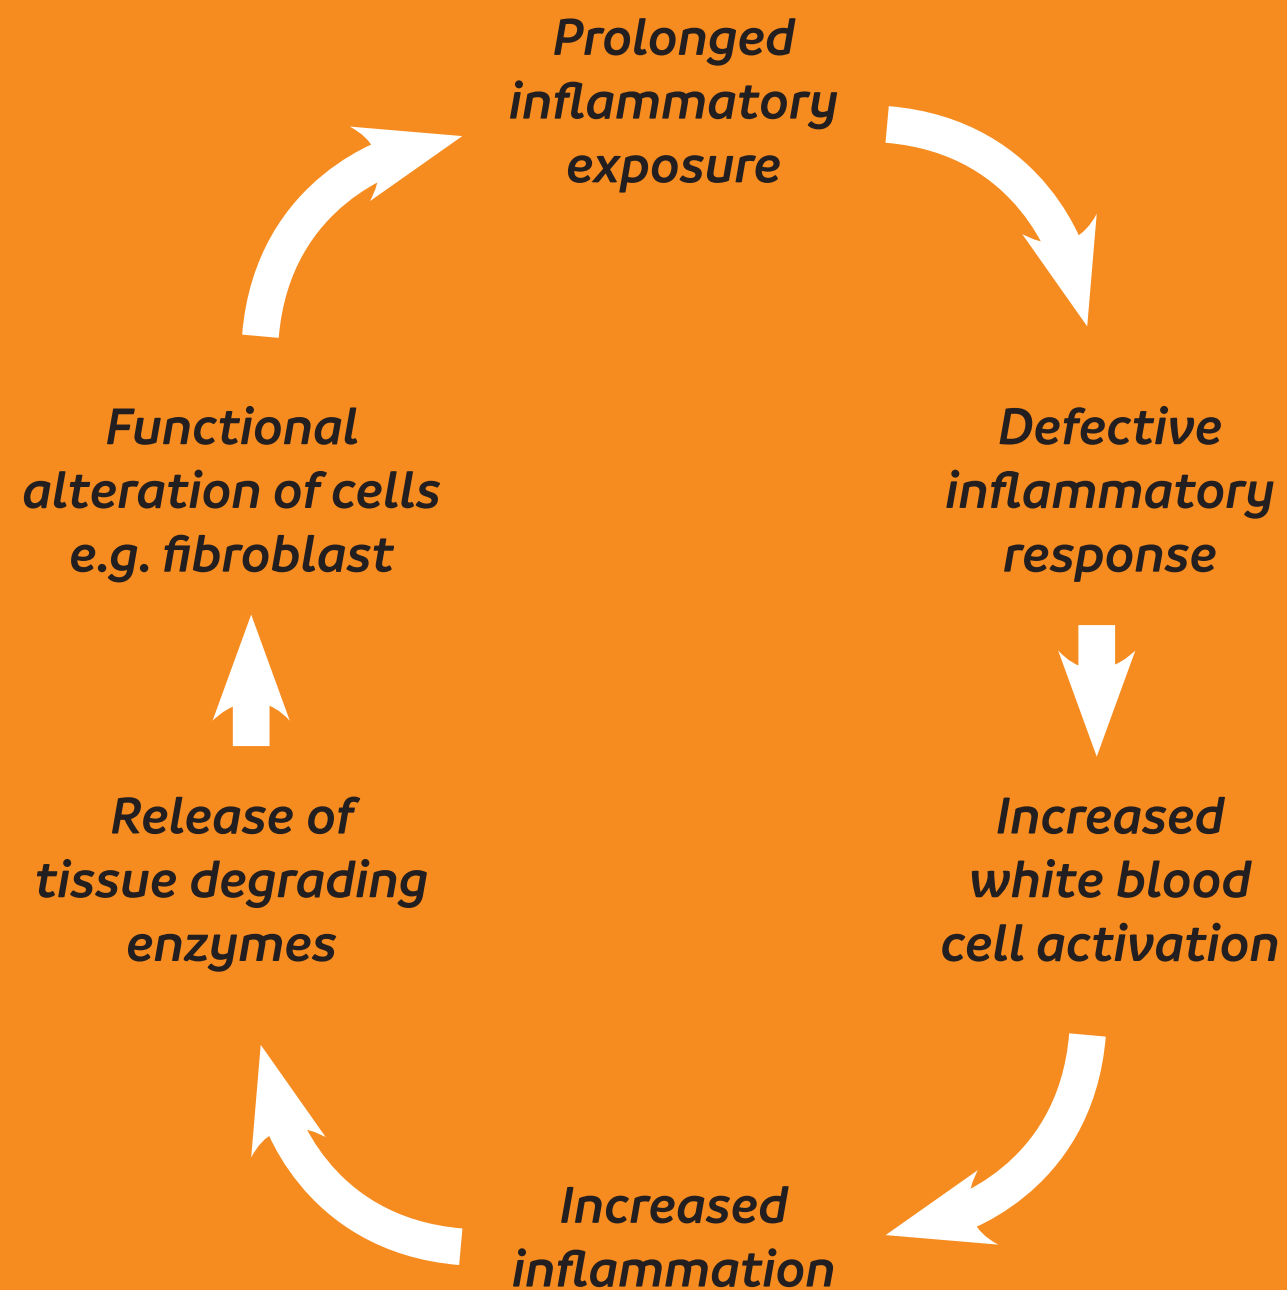 Prolonged
inflammatory
exposure
Defective
inflammatory
response
Increased
white blood
cell activation
Increased
inflammation
Release of
tissue degrading
enzymes
Functional
alteration of cells
e.g. fibroblast